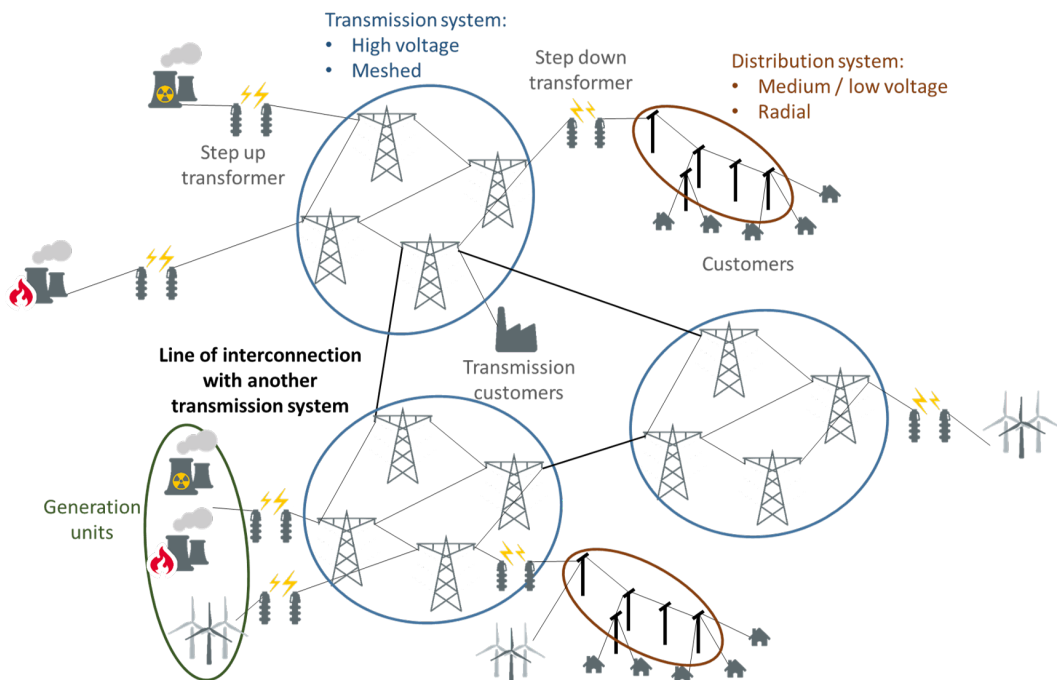 Transmission system:
• High voltage
• Meshed
Step down
transformer
Distribution system:
• Medium / low voltage
• Radial
Step up
transformer
Customers
Line of interconnection
with another
transmission system
Transmission
customers
Generation
units